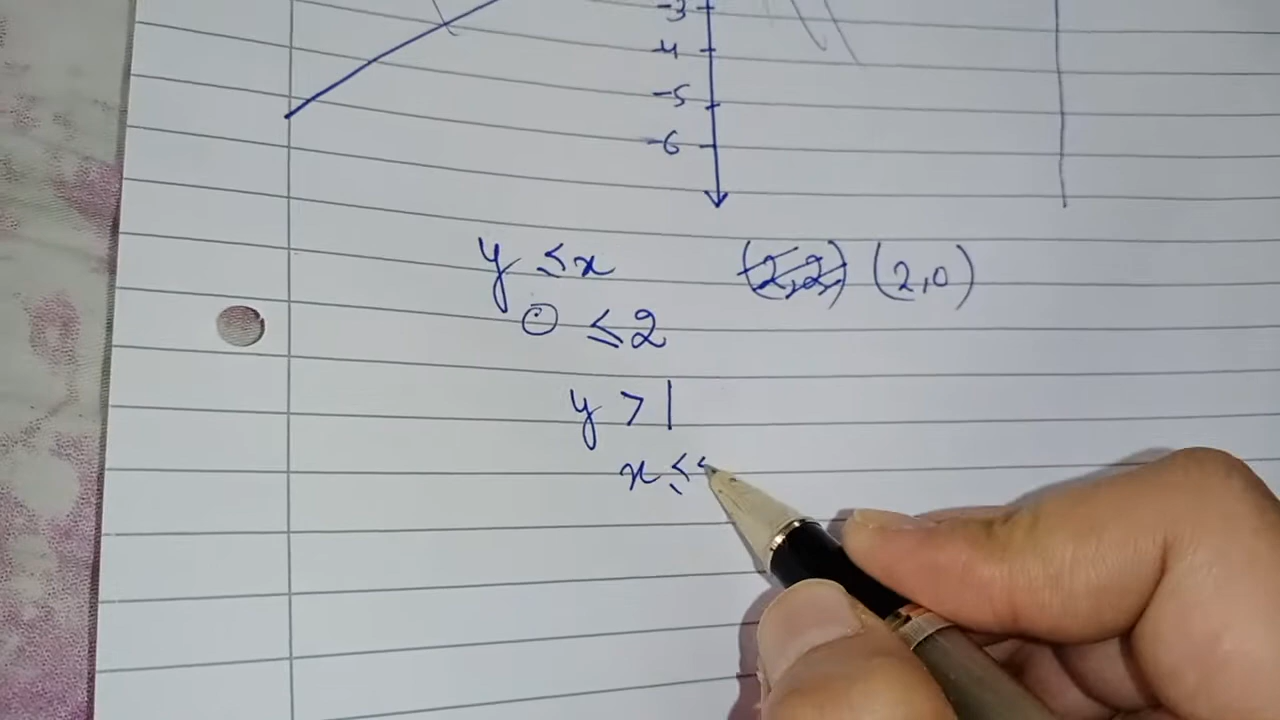 -3
-4
-5
-6
y ≤ x (2,2) (2,0)
0 ≤ 2
y > 1
x ≤